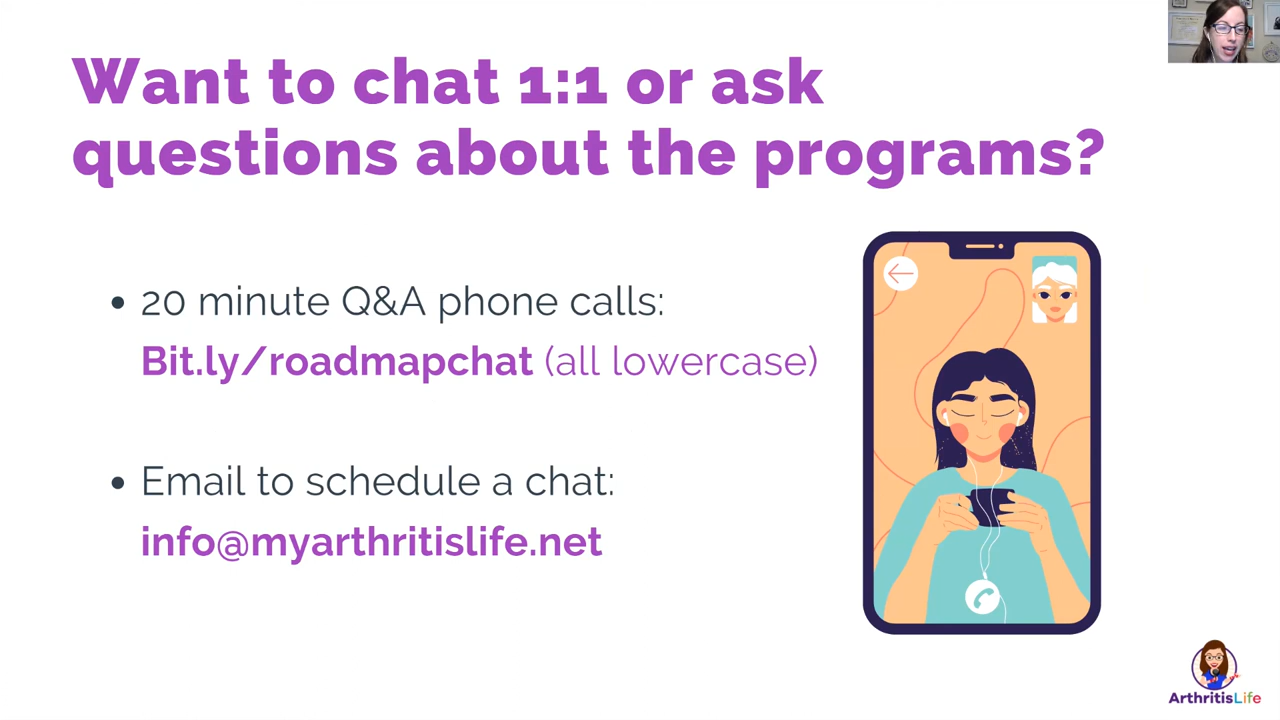 Want to chat 1:1 or ask
questions about the programs?
• 20 minute Q&A phone calls:
Bit.ly/roadmapchat (all lowercase)
• Email to schedule a chat:
info@myarthritislife.net
ArthritisLife